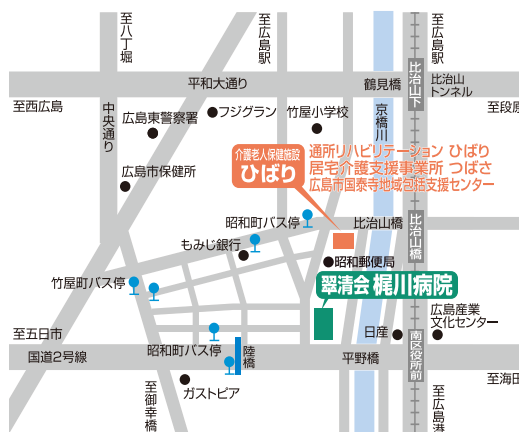 至八丁堀
至広島駅
至広島駅
平和大通り
鶴見橋
比治山下
比治山
トンネル
至西広島
至段原
中央通り
広島東警察署
フジグラン
竹屋小学校
京橋川
介護老人保健施設
ひばり
通所リハビリテーション ひばり
居宅介護支援事業所 つばさ
広島市国泰寺地域包括支援センター
広島市保健所
昭和町バス停
比治山橋
比治山橋
もみじ銀行
昭和郵便局
竹屋町バス停
翠清会 梶川病院
広島産業
文化センター
至五日市
日産
南区役所前
国道2号線
昭和町バス停
陸橋
平野橋
至海田
ガストピア
至御幸橋
至広島港